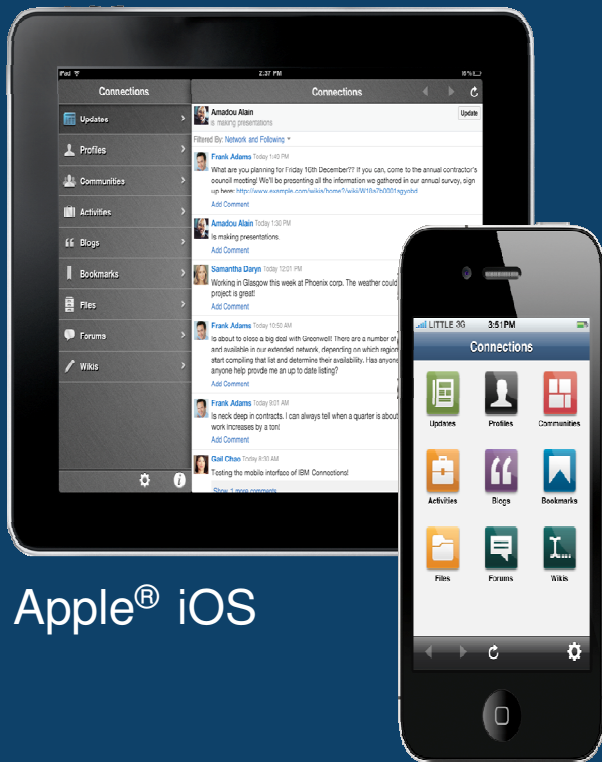 iPad 2:37 PM
Connections
Updates
Profiles
Communities
Activities
Blogs
Bookmarks
Files
Forums
Wikis
Connections
Amadou Alain
is making presentations
Update
Filtered By: Network and Following
Frank Adams Today 1:43 PM
What are you planning for Friday 10th December?? If you can, come to the annual contractor's
council meeting! We'll be presenting all the information we gathered in our annual survey, sign
up here:
Add Comment
Amadou Alain Today 1:30 PM
Is making presentations.
Add Comment
Samantha Daryn Today 12:01 PM
Working in Glasgow this week at Phoenix corp. The weather could
project is great!
Add Comment
Frank Adams Today 10:50 AM
Is about to close a big deal with Greenwell! There are a number of
and available in our extended network, depending on which region
start compiling that list and determine their availability. Has anyone
anyone help provde me an up to date listing?
Add Comment
Frank Adams Today 9:01 AM
Is neck deep in contracts. I can always tell when a quarter is about
work increases by a ton!
Add Comment
Gail Chao Today 8:30 AM
Testing the mobile interface of IBM Connections!
Show 1 more comments
LITTLE 3G 3:51PM
Connections
Updates Profiles Communities
Activities Blogs Bookmarks
Files Forums Wikis
Apple® iOS